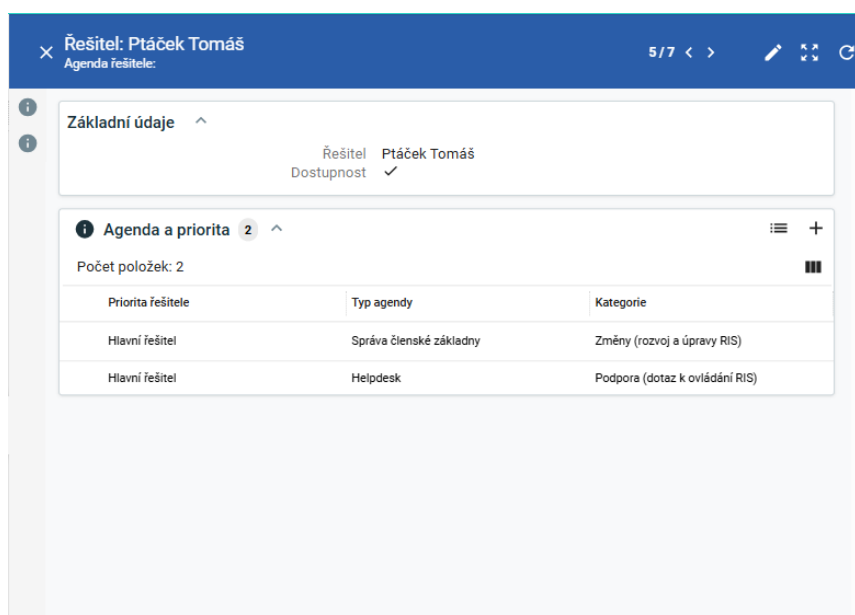 Řešitel: Ptáček Tomáš
Agenda řešitele:
5/7
Základní údaje
Řešitel Ptáček Tomáš
Dostupnost
Agenda a priorita 2
Počet položek: 2
Priorita řešitele Typ agendy Kategorie
Hlavní řešitel Správa členské základny Změny (rozvoj a úpravy RIS)
Hlavní řešitel Helpdesk Podpora (dotaz k ovládání RIS)